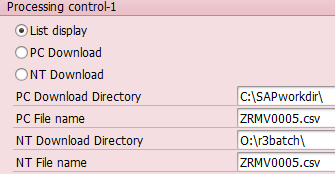 Processing control-1
List display
PC Download
NT Download
PC Download Directory C:\SAPworkdir\
PC File name ZRMV0005.csv
NT Download Directory O:\r3batch\
NT File name ZRMV0005.csv